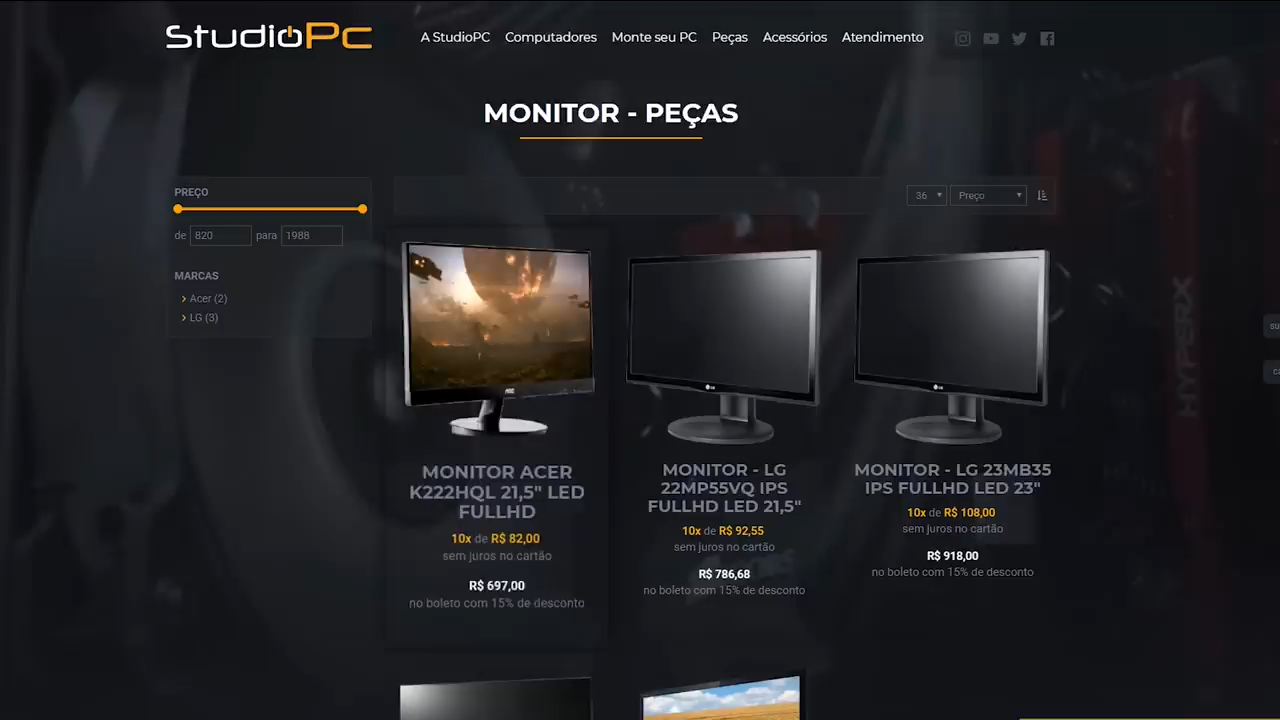 StudioPc
A StudioPC Computadores Monte seu PC Peças Acessórios Atendimento
MONITOR - PEÇAS
PREÇO
de 820 para 1988
MARCAS
Acer (2)
LG (3)
36 Preço
HYPERX
AOC
LG
LG
MONITOR ACER
K222HQL 21,5" LED
FULLHD
10x de R$ 82,00
sem juros no cartão
R$ 697,00
no boleto com 15% de desconto
MONITOR - LG
22MP55VQ IPS
FULLHD LED 21,5"
10x de R$ 92,55
sem juros no cartão
R$ 786,68
no boleto com 15% de desconto
MONITOR - LG 23MB35
IPS FULLHD LED 23"
10x de R$ 108,00
sem juros no cartão
R$ 918,00
no boleto com 15% de desconto